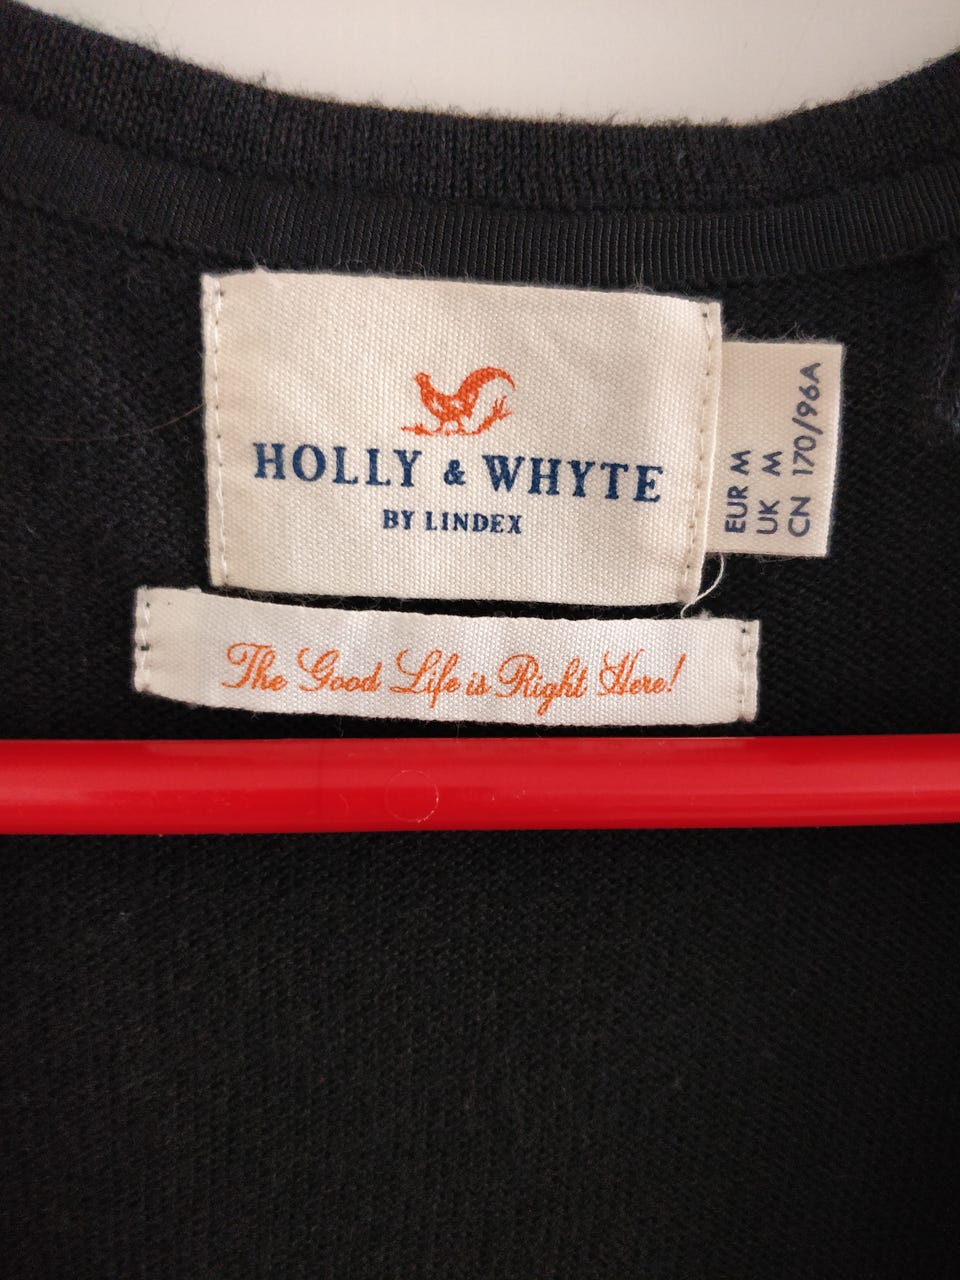 HOLLY & WHYTE
BY LINDEX
EUR M
UK M
CN 170/96A
The Good Life is Right Here!